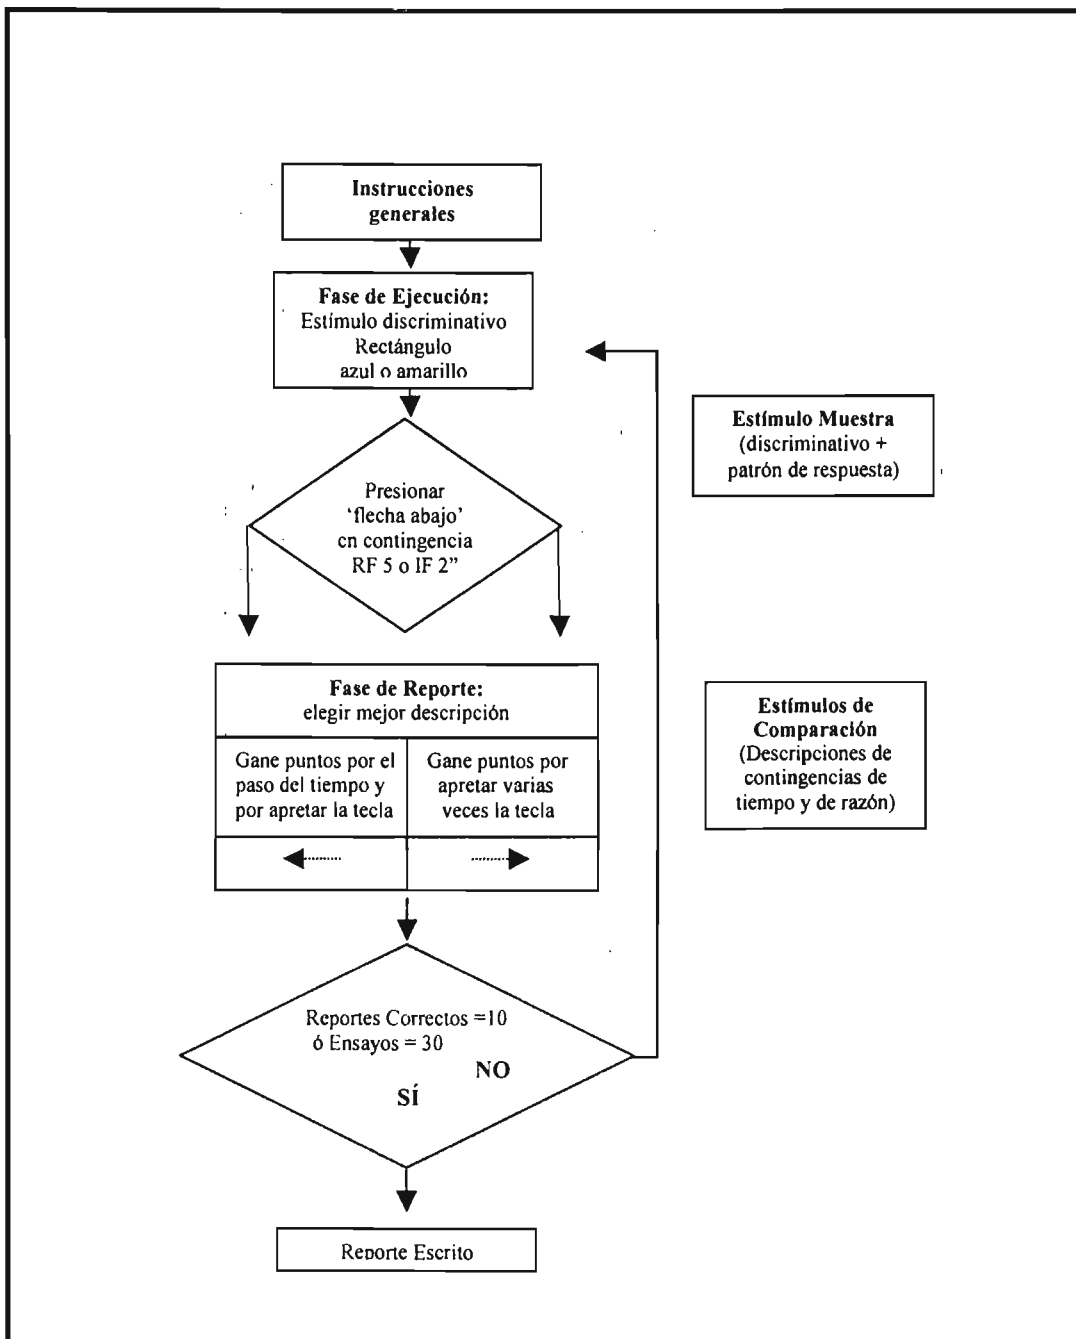 Instrucciones
generales
Fase de Ejecución:
Estímulo discriminativo
Rectángulo
azul o amarillo
Estímulo Muestra
(discriminativo +
patrón de respuesta)
Presionar
‘flecha abajo’
en contingencia
RF 5 o IF 2”
Fase de Reporte:
elegir mejor descripción
Gane puntos por el
paso del tiempo y
por apretar la tecla
Gane puntos por
apretar varias
veces la tecla
Estímulos de
Comparación
(Descripciones de
contingencias de
tiempo y de razón)
Reportes Correctos =10
ó Ensayos = 30
NO
SÍ
Reporte Escrito